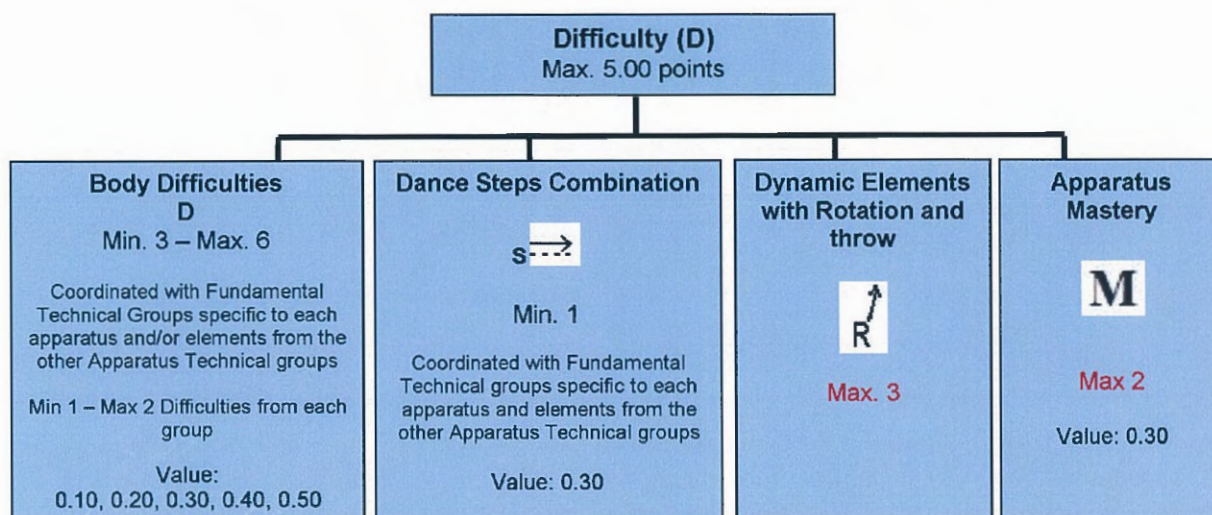 Difficulty (D)
Max. 5.00 points
Body Difficulties
D
Min. 3 – Max. 6
Coordinated with Fundamental
Technical Groups specific to each
apparatus and/or elements from the
other Apparatus Technical groups
Min 1 – Max 2 Difficulties from each
group
Value:
0.10, 0.20, 0.30, 0.40, 0.50
Dance Steps Combination
S
Min. 1
Coordinated with Fundamental
Technical groups specific to each
apparatus and elements from the
other Apparatus Technical groups
Value: 0.30
Dynamic Elements
with Rotation and
throw
R
Max. 3
Apparatus
Mastery
M
Max 2
Value: 0.30